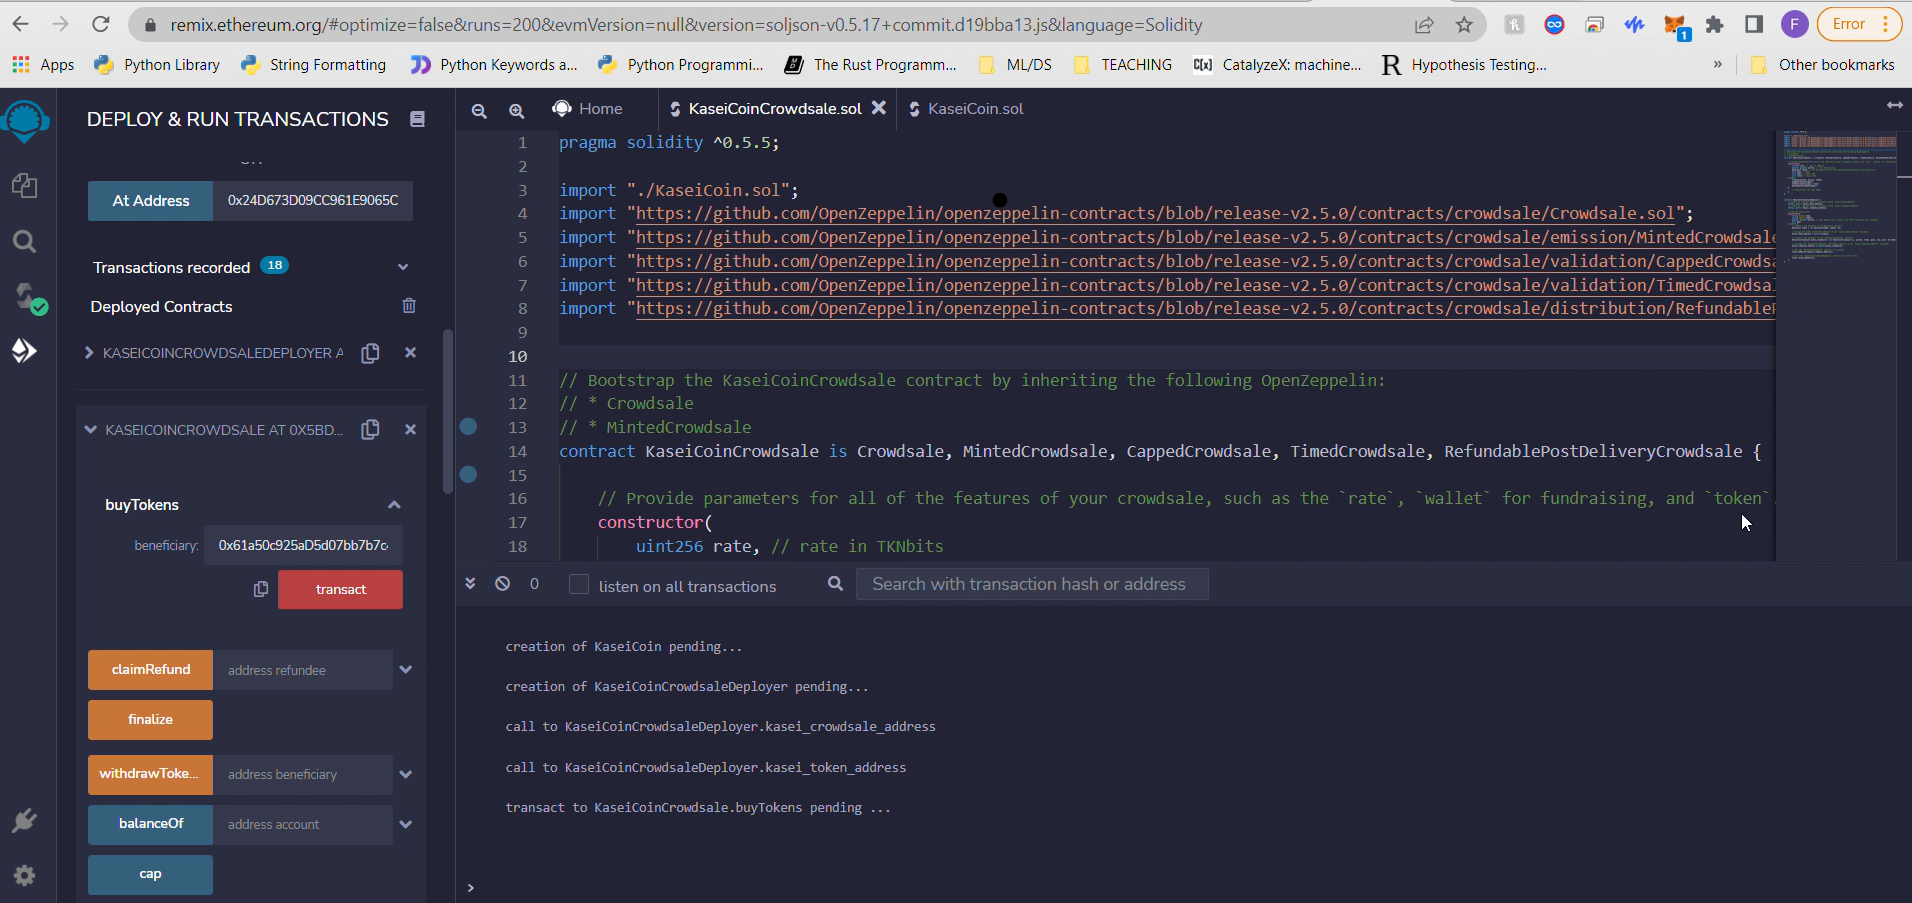 remix.ethereum.org/#optimize=false&runs=200&evmVersion=null&version=soljson-v0.5.17+commit.d19bba13.js&language=Solidity
1
F
Error
Apps
Python Library
String Formatting
Python Keywords a...
Python Programmi...
The Rust Programm...
ML/DS
TEACHING
C[x] CatalyzeX: machine...
R Hypothesis Testing...
»
Other bookmarks
DEPLOY & RUN TRANSACTIONS
At Address
0x24D673D09CC961E9065C
Transactions recorded 18
Deployed Contracts
KASEICOINCROWDSALEDEPLOYER A
KASEICOINCROWDSALE AT 0X5BD...
buyTokens
beneficiary: 0x61a50c925aD5d07bb7b7c
transact
claimRefund address refundee
finalize
withdrawToke... address beneficiary
balanceOf address account
cap
Home
KaseiCoinCrowdsale.sol
KaseiCoin.sol
1 pragma solidity ^0.5.5;
2
3 import "./KaseiCoin.sol";
4 import "https://github.com/OpenZeppelin/openzeppelin-contracts/blob/release-v2.5.0/contracts/crowdsale/Crowdsale.sol";
5 import "https://github.com/OpenZeppelin/openzeppelin-contracts/blob/release-v2.5.0/contracts/crowdsale/emission/MintedCrowdsale
6 import "https://github.com/OpenZeppelin/openzeppelin-contracts/blob/release-v2.5.0/contracts/crowdsale/validation/CappedCrowdsa
7 import "https://github.com/OpenZeppelin/openzeppelin-contracts/blob/release-v2.5.0/contracts/crowdsale/validation/TimedCrowdsal
8 import "https://github.com/OpenZeppelin/openzeppelin-contracts/blob/release-v2.5.0/contracts/crowdsale/distribution/Refundable
9
10
11 // Bootstrap the KaseiCoinCrowdsale contract by inheriting the following OpenZeppelin:
12 // * Crowdsale
13 // * MintedCrowdsale
14 contract KaseiCoinCrowdsale is Crowdsale, MintedCrowdsale, CappedCrowdsale, TimedCrowdsale, RefundablePostDeliveryCrowdsale {
15
16 // Provide parameters for all of the features of your crowdsale, such as the `rate`, `wallet` for fundraising, and `token`.
17 constructor(
18 uint256 rate, // rate in TKNbits
0
listen on all transactions
Search with transaction hash or address
creation of KaseiCoin pending...
creation of KaseiCoinCrowdsaleDeployer pending...
call to KaseiCoinCrowdsaleDeployer.kasei_crowdsale_address
call to KaseiCoinCrowdsaleDeployer.kasei_token_address
transact to KaseiCoinCrowdsale.buyTokens pending ...
>